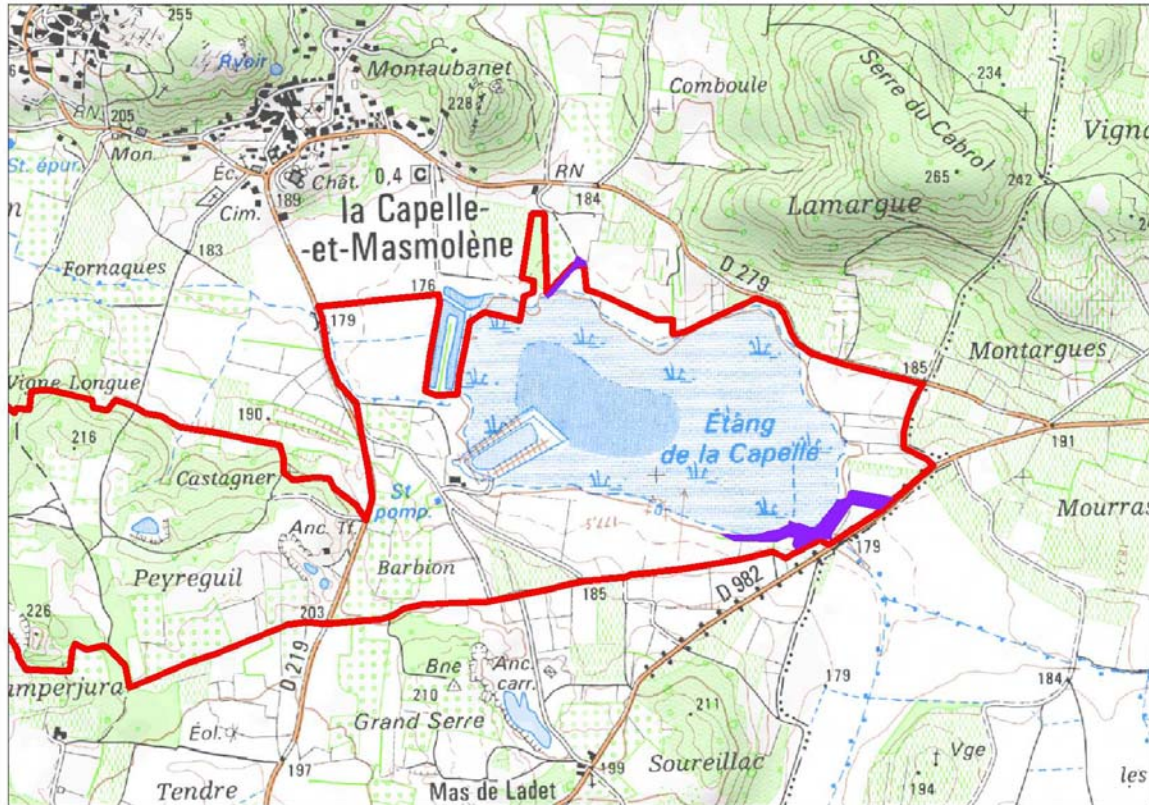 255
Rvoir
Montaubanet
228
Comboule
234
Serre du Cabrol
Vigna
RN
205
Mon.
St. épur.
Éc.
Chât.
0,4 C
RN
184
265
242
Cim.
189
la Capelle-
-et-Masmolène
Lamargue
183
Fornaques
176
D 279
179
Montargues
185
Vigne Longue
190
216
Étang
de la Capelle
191
Castagner
St
pomp.
Mourras
Anc. Tf.
177,5
179
Peyreguil
Barbion
D 982
226
203
185
D 219
umperjura
Bne
Anc.
carr.
210
179
184
Grand Serre
211
Éol.
Vge
197
199
Soureillac
194
les
Tendre
Mas de Ladet